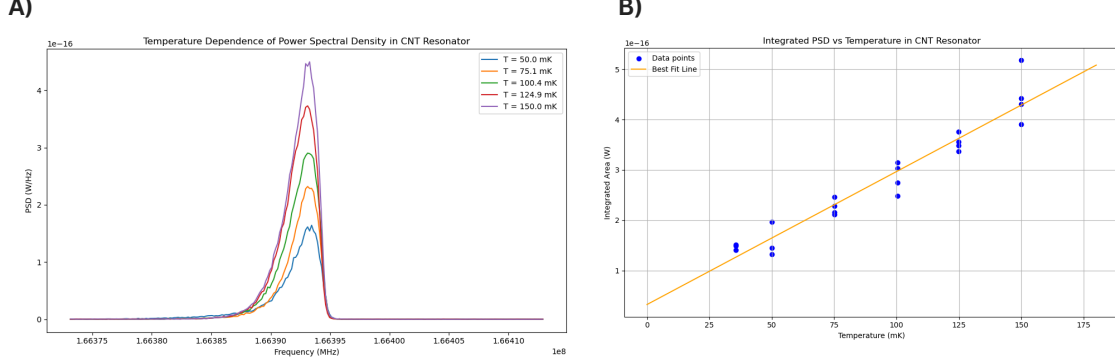 A)
B)
Temperature Dependence of Power Spectral Density in CNT Resonator
1e−16
PSD (W/Hz)
4
3
2
1
0
T = 50.0 mK
T = 75.1 mK
T = 100.4 mK
T = 124.9 mK
T = 150.0 mK
1.66375
1.66380
1.66385
1.66390
1.66395
1.66400
1.66405
1.66410
Frequency (MHz)
1e8
Integrated PSD vs Temperature in CNT Resonator
1e−16
Integrated Area (W)
5
4
3
2
1
Data points
Best Fit Line
0
25
50
75
100
125
150
175
Temperature (mK)